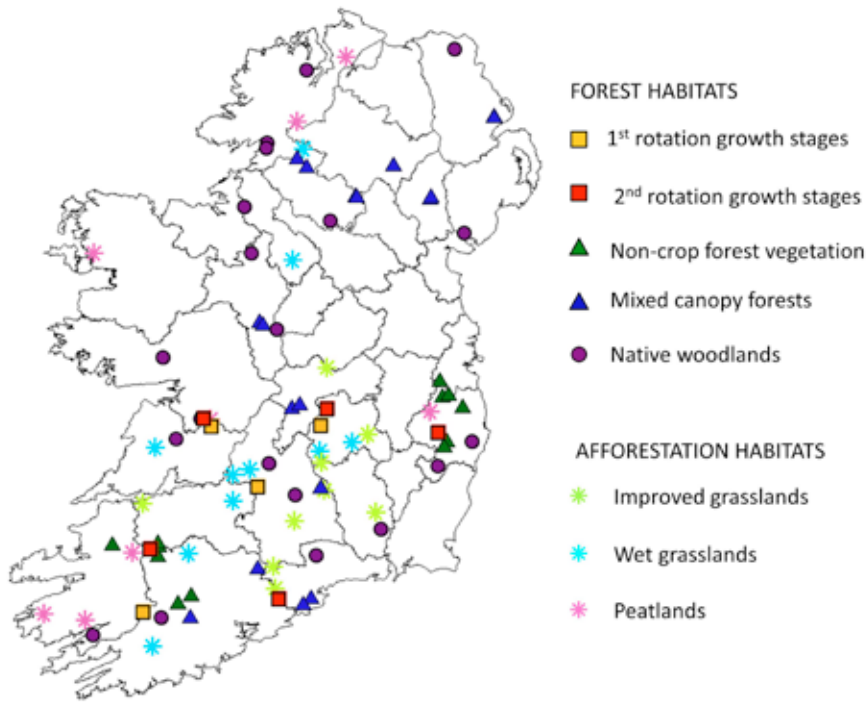 FOREST HABITATS
1st rotation growth stages
2nd rotation growth stages
Non-crop forest vegetation
Mixed canopy forests
Native woodlands
AFFORESTATION HABITATS
Improved grasslands
Wet grasslands
Peatlands